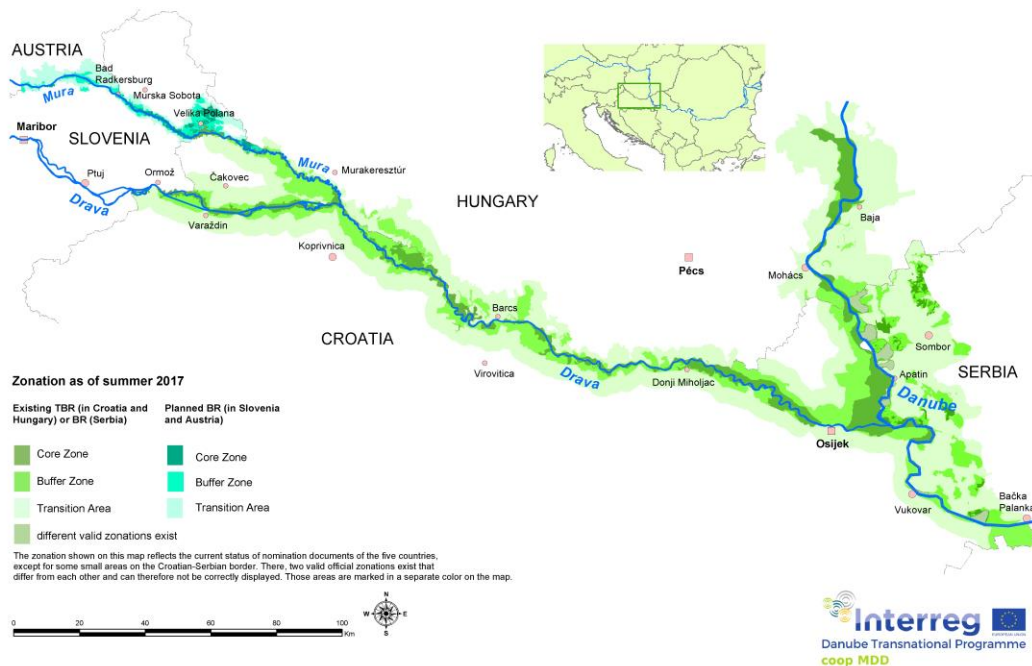 AUSTRIA
Bad
Radkersburg
Mura
Murska Sobota
Velika Polana
Maribor
SLOVENIA
Ptuj
Ormož
Čakovec
Mura
Murakeresztúr
Drava
Varaždin
HUNGARY
Koprivnica
Baja
Pécs
Mohács
Barcs
CROATIA
Sombor
Virovitica
Drava
Donji Miholjac
Apatin
SERBIA
Danube
Osijek
Vukovar
Bačka
Palanka
Zonation as of summer 2017
Existing TBR (in Croatia and
Hungary) or BR (Serbia)
Planned BR (in Slovenia
and Austria)
Core Zone
Core Zone
Buffer Zone
Buffer Zone
Transition Area
Transition Area
different valid zonations exist
The zonation shown on this map reflects the current status of nomination documents of the five countries,
except for some small areas on the Croatian-Serbian border. There, two valid official zonations exist that
differ from each other and can therefore not be correctly displayed. Those areas are marked in a separate color on the map.
0 20 40 60 80 100
Km
N
W E
S
Interreg
EUROPEAN UNION
Danube Transnational Programme
coop MDD